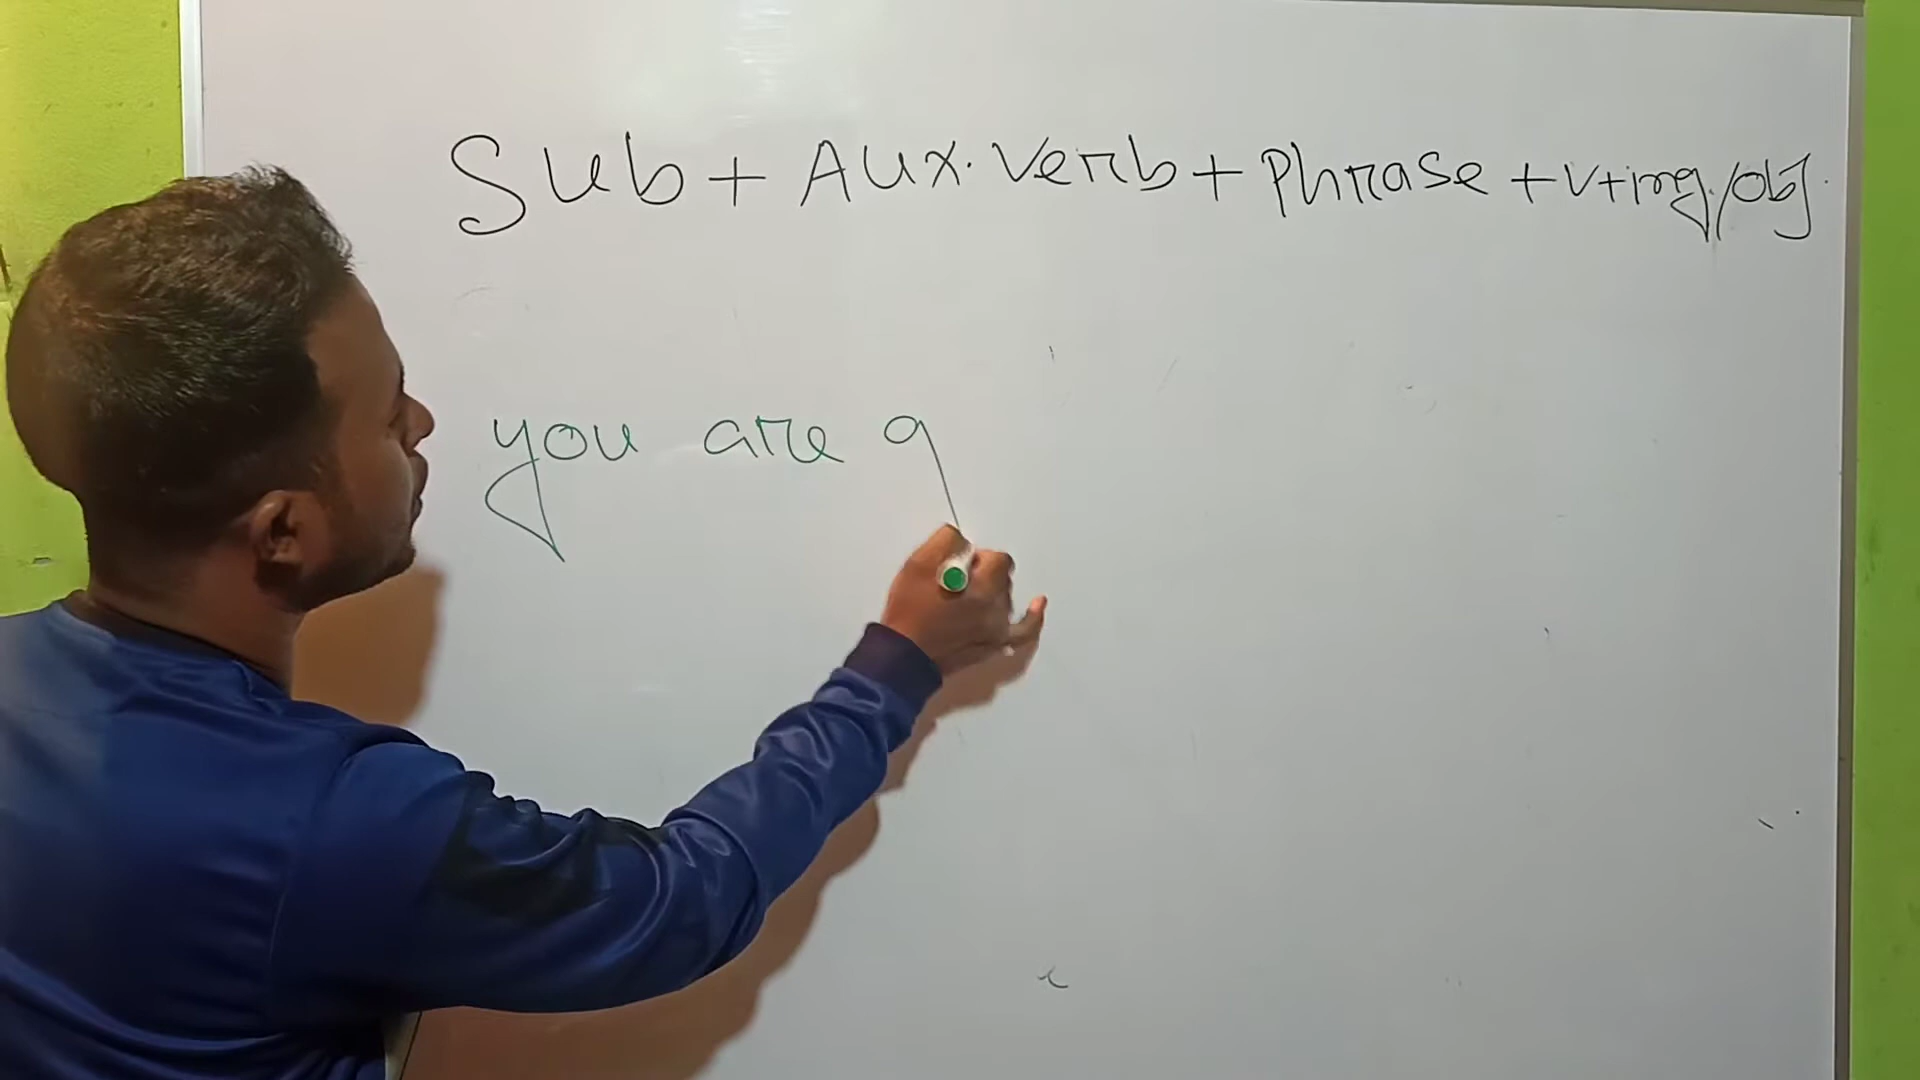 Sub + Aux. Verb + Phrase + V+ing./obj.
you are g